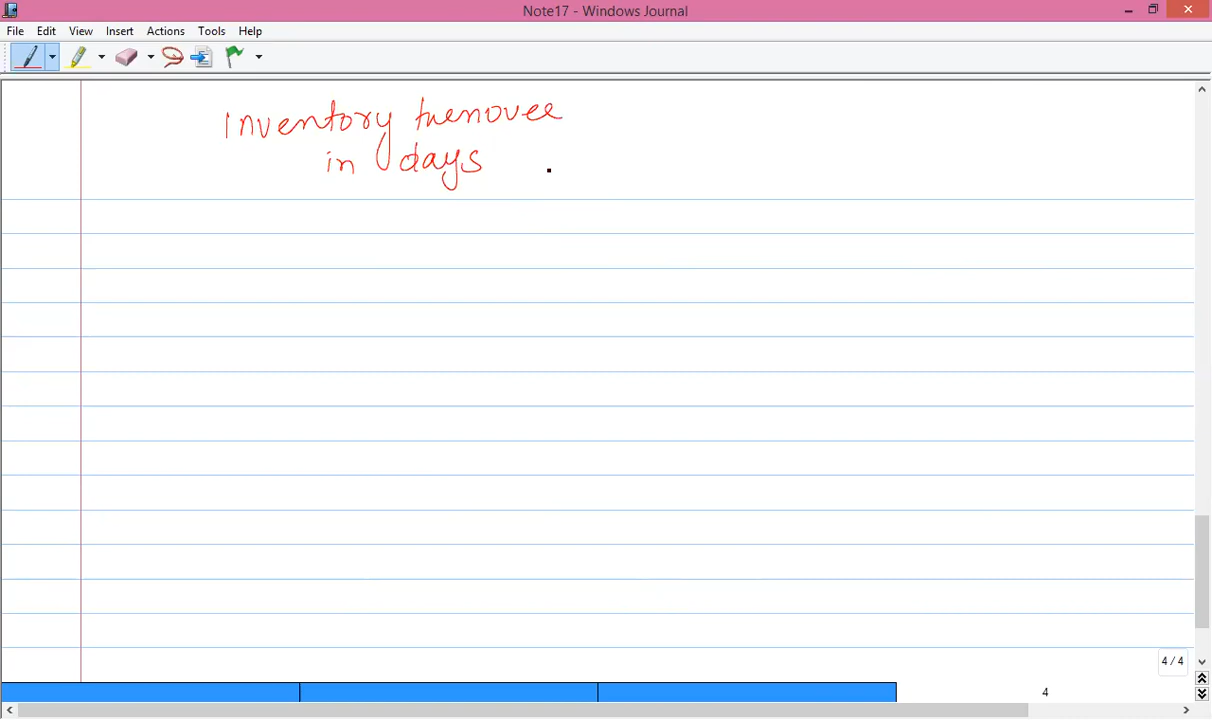 Note17 - Windows Journal
File Edit View Insert Actions Tools Help
Inventory turnover
in days
4 / 4
4